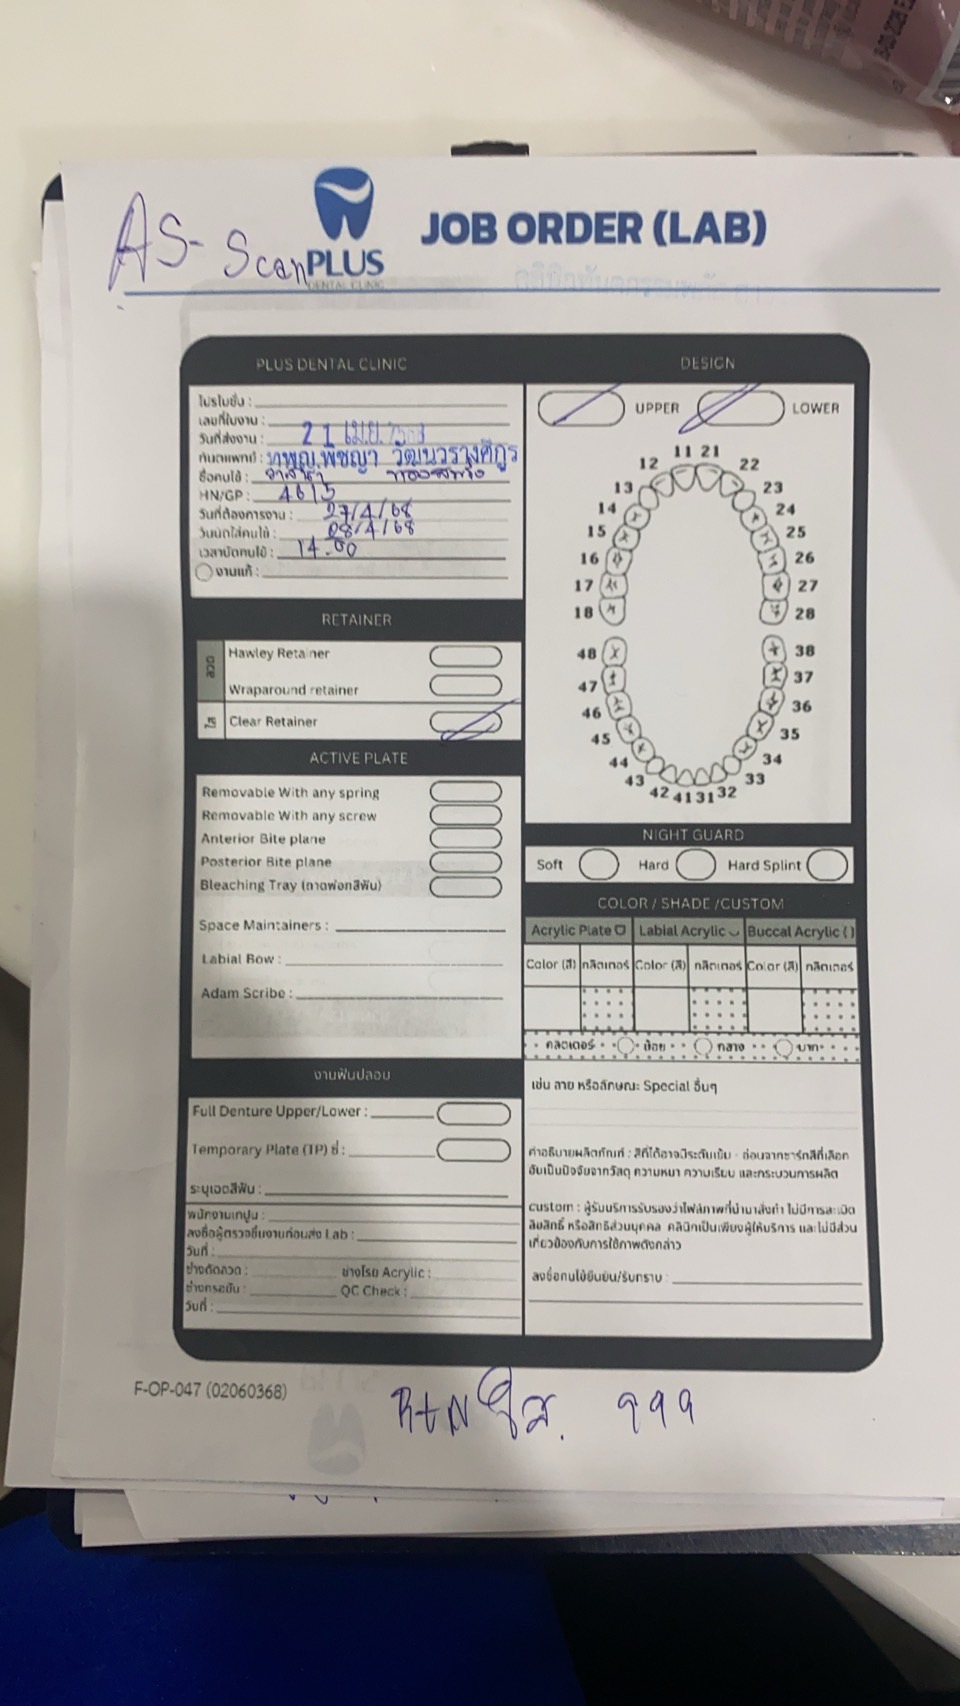 AS- Scan
PLUS
DENTAL CLINIC
JOB ORDER (LAB)
PLUS DENTAL CLINIC
โปรโมชั่น :
เลขที่ใบงาน :
วันที่ส่งงาน : 21 เม.ย. 2568
ทันตแพทย์ : ทพญ.พิชญา วัฒนวรางศิกูร
ชื่อคนไข้ :
HN/GP : 4613
วันที่ต้องการงาน : 27/4/68
วันนัดใส่คนไข้ : 28/4/68
เวลานัดคนไข้ : 14.00
งานแก้ :
RETAINER
ลวด
Hawley Retainer
Wraparound retainer
ใส
Clear Retainer
ACTIVE PLATE
Removable With any spring
Removable With any screw
Anterior Bite plane
Posterior Bite plane
Bleaching Tray (ถาดฟอกสีฟัน)
Space Maintainers :
Labial Bow :
Adam Scribe :
งานฟันปลอม
Full Denture Upper/Lower :
Temporary Plate (TP) ซี่ :
ระบุเฉดสีฟัน :
พนักงานเทปูน :
ลงชื่อผู้ตรวจชิ้นงานก่อนส่ง Lab :
วันที่ :
ช่างดัดลวด : ช่างโรย Acrylic :
ช่างกรอขัด : QC Check :
วันที่ :
DESIGN
UPPER LOWER
11 21
12 22
13 23
14 24
15 25
16 26
17 27
18 28
48 38
47 37
46 36
45 35
44 34
43 33
42 41 31 32
NIGHT GUARD
Soft Hard Hard Splint
COLOR / SHADE /CUSTOM
Acrylic Plate Labial Acrylic Buccal Acrylic ( )
Color (สี) กลิตเตอร์ Color (สี) กลิตเตอร์ Color (สี) กลิตเตอร์
กลิตเตอร์ น้อย กลาง มาก
เช่น ลาย หรือลักษณะ Special อื่นๆ
คำอธิบายผลิตภัณฑ์ : สีที่ได้อาจมีระดับเข้ม - อ่อนจากชาร์ทสีที่เลือก
อันเป็นปัจจัยจากวัสดุ ความหนา ความเรียบ และกระบวนการผลิต
custom : ผู้รับบริการรับรองว่าไฟล์ภาพที่นำมาสั่งทำ ไม่มีการละเมิด
ลิขสิทธิ์ หรือสิทธิส่วนบุคคล คลินิกเป็นเพียงผู้ให้บริการ และไม่มีส่วน
เกี่ยวข้องกับการใช้ภาพดังกล่าว
ลงชื่อคนไข้ยืนยัน/รับทราบ :
F-OP-047 (02060368)